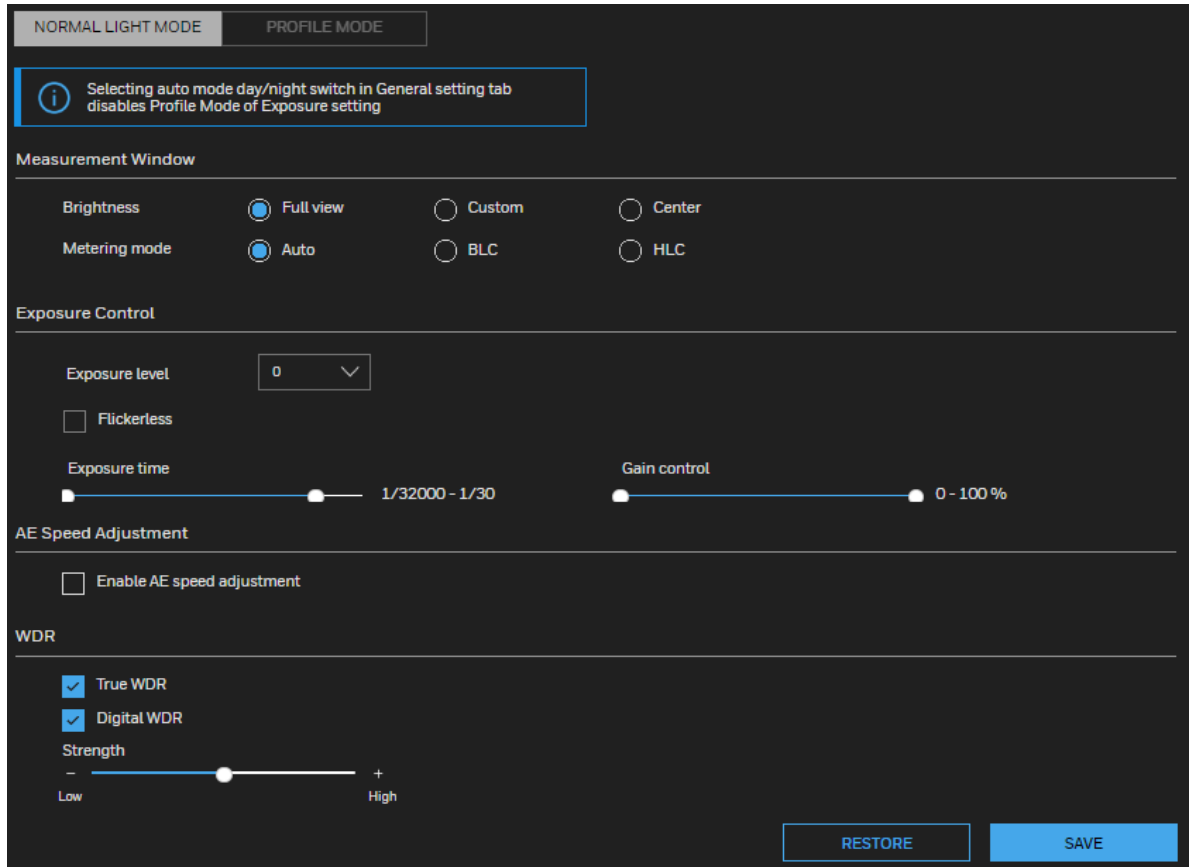 NORMAL LIGHT MODE PROFILE MODE
Selecting auto mode day/night switch in General setting tab
disables Profile Mode of Exposure setting
Measurement Window
Brightness Full view Custom Center
Metering mode Auto BLC HLC
Exposure Control
Exposure level 0
Flickerless
Exposure time Gain control
1/32000 - 1/30 0 - 100 %
AE Speed Adjustment
Enable AE speed adjustment
WDR
True WDR
Digital WDR
Strength
- +
Low High
RESTORE SAVE